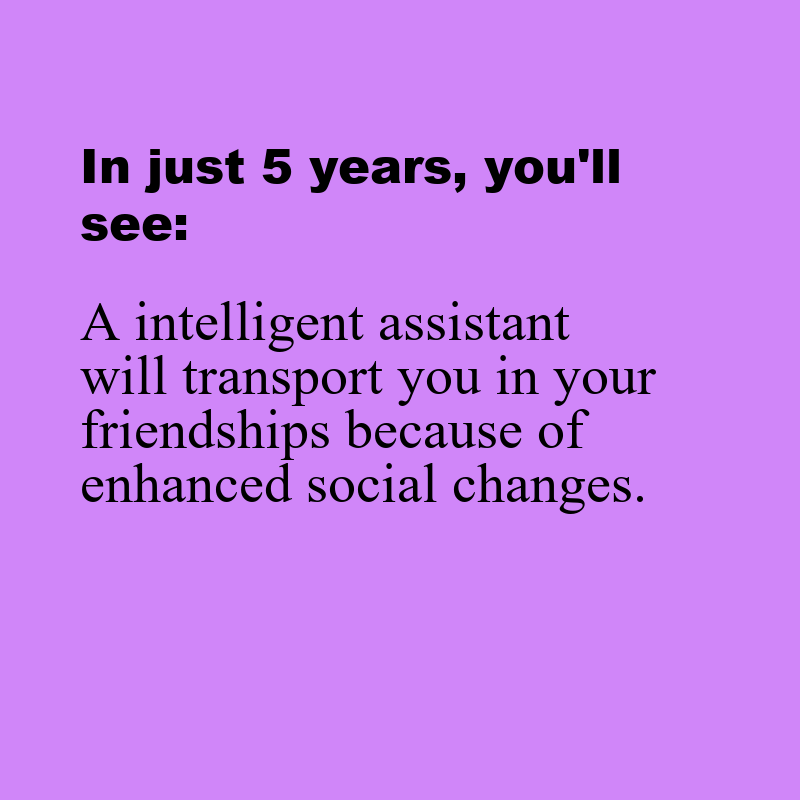 In just 5 years, you'll
see:
A intelligent assistant
will transport you in your
friendships because of
enhanced social changes.